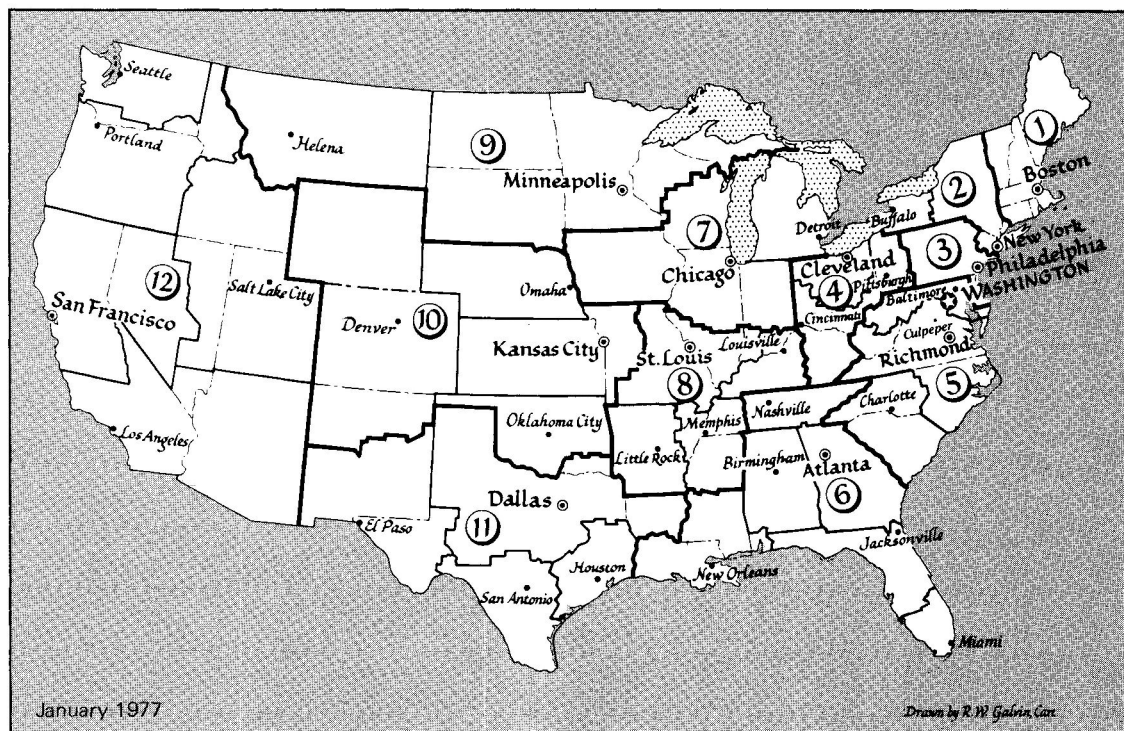 Seattle
Portland
Helena
⑨
①
Minneapolis
Boston
②
Detroit
Buffalo
⑦
New York
③
Philadelphia
Cleveland
Chicago
Pittsburgh
WASHINGTON
④
Baltimore
⑫
Salt Lake City
Omaha
San Francisco
Cincinnati
Denver
⑩
Culpeper
Kansas City
St. Louis
Louisville
Richmond
⑧
⑤
Charlotte
Nashville
Oklahoma City
Memphis
Los Angeles
Little Rock
Birmingham
Atlanta
Dallas
⑥
El Paso
⑪
Jacksonville
Houston
New Orleans
San Antonio
Miami
January 1977
Drawn by R. W. Galvin, Cart.